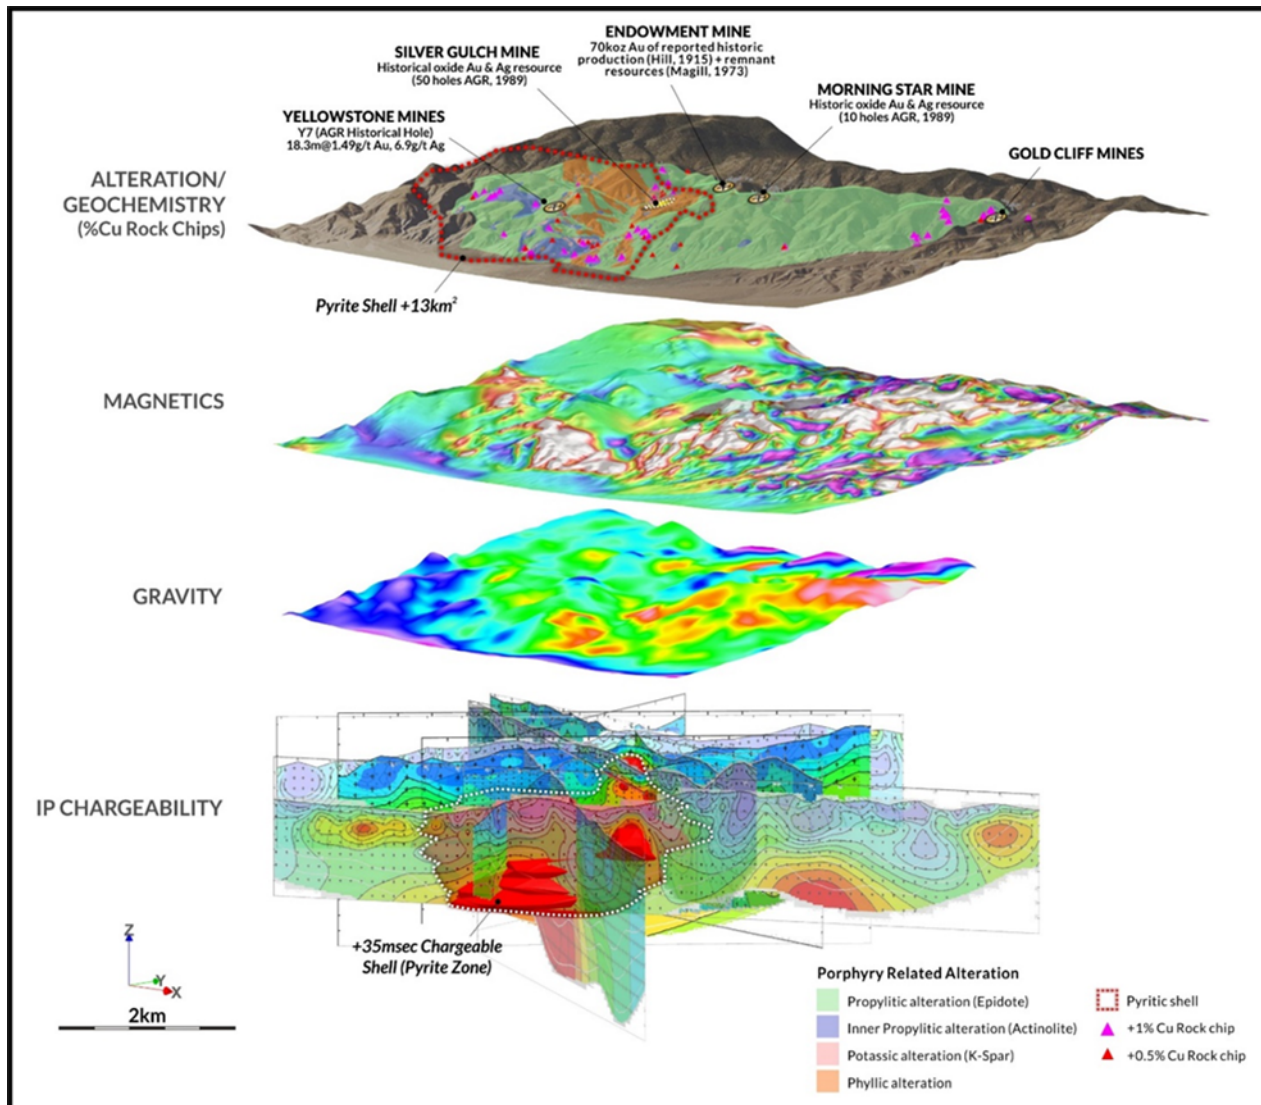 ENDOWMENT MINE
70koz Au of reported historic
production (Hill, 1915) + remnant
resources (Magill, 1973)
SILVER GULCH MINE
Historical oxide Au & Ag resource
(50 holes AGR, 1989)
MORNING STAR MINE
Historic oxide Au & Ag resource
(10 holes AGR, 1989)
YELLOWSTONE MINES
Y7 (AGR Historical Hole)
18.3m@1.49g/t Au, 6.9g/t Ag
GOLD CLIFF MINES
ALTERATION/
GEOCHEMISTRY
(%Cu Rock Chips)
Pyrite Shell +13km²
MAGNETICS
GRAVITY
IP CHARGEABILITY
+35msec Chargeable
Shell (Pyrite Zone)
Z
Y
X
2km
Porphyry Related Alteration
Propylitic alteration (Epidote)
Inner Propylitic alteration (Actinolite)
Potassic alteration (K-Spar)
Phyllic alteration
Pyritic shell
+1% Cu Rock chip
+0.5% Cu Rock chip